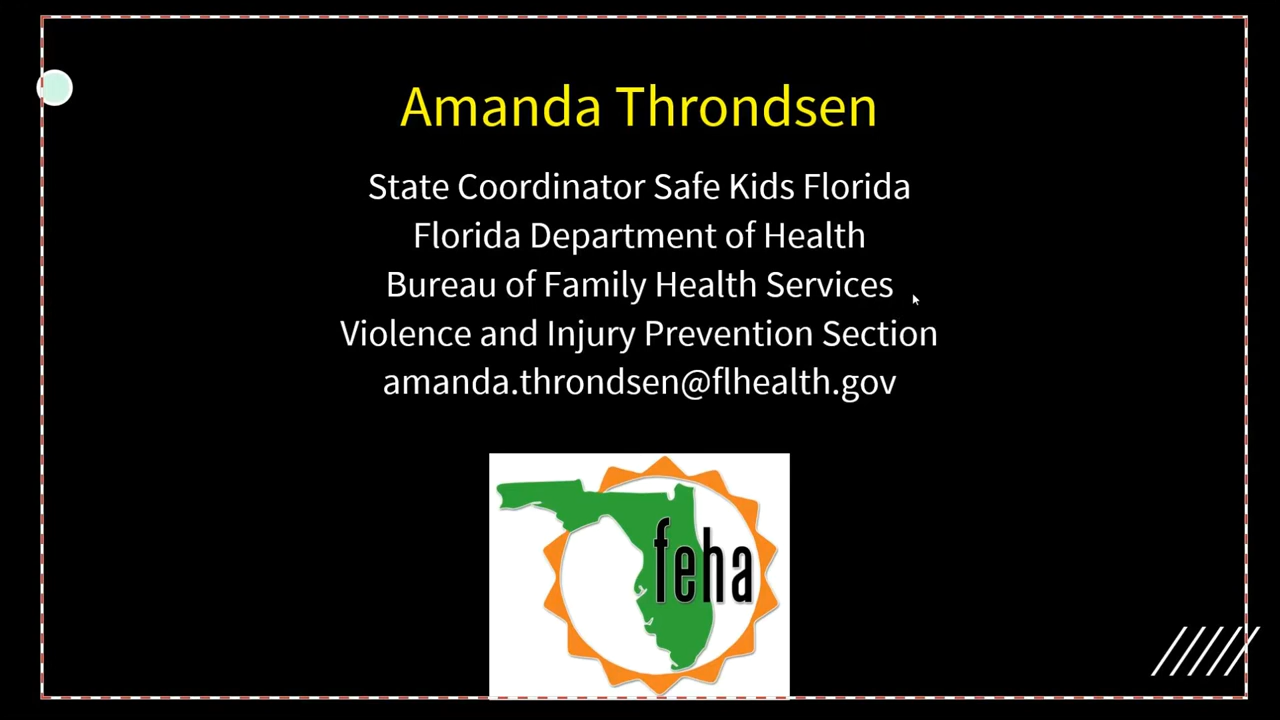 Amanda Throndsen
State Coordinator Safe Kids Florida
Florida Department of Health
Bureau of Family Health Services
Violence and Injury Prevention Section
amanda.throndsen@flhealth.gov
feha